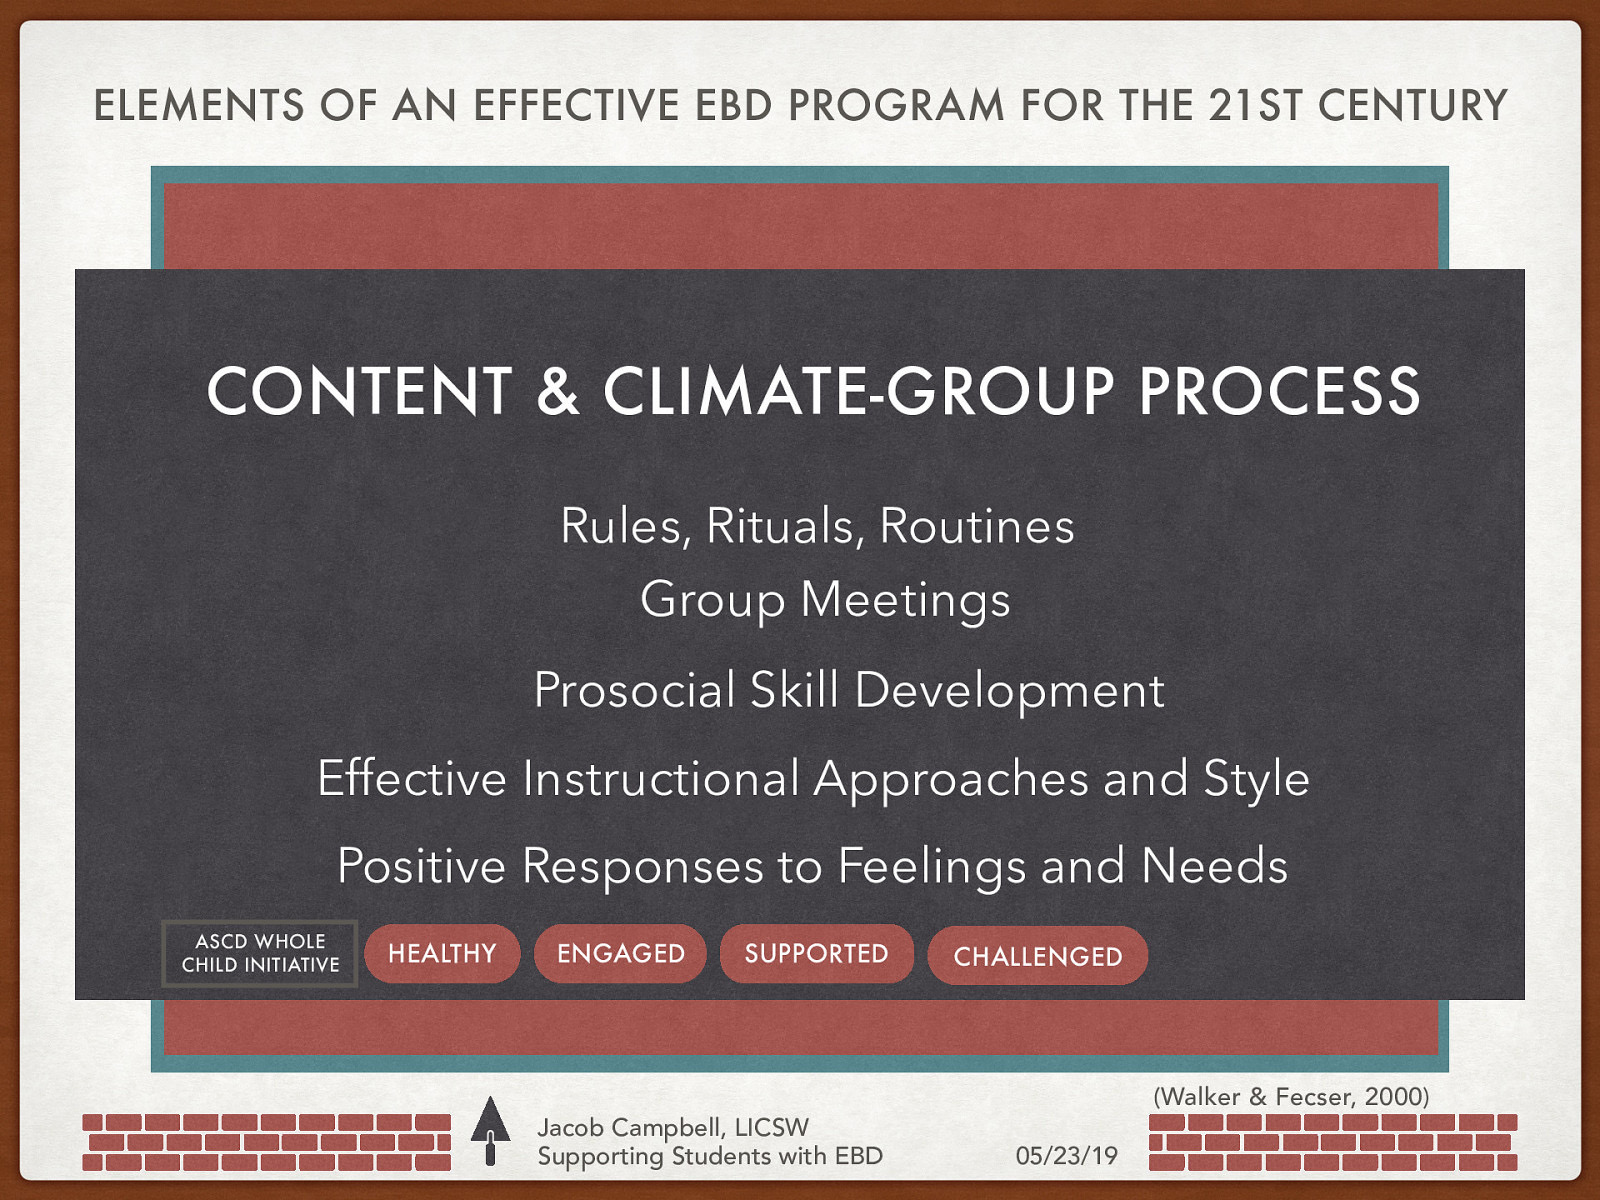 ELEMENTS OF AN EFFECTIVE EBD PROGRAM FOR THE 21ST CENTURY
CONTENT & CLIMATE-GROUP PROCESS
Rules, Rituals, Routines
Group Meetings
Prosocial Skill Development
Effective Instructional Approaches and Style
Positive Responses to Feelings and Needs
ASCD WHOLE
CHILD INITIATIVE
HEALTHY
ENGAGED
SUPPORTED
CHALLENGED
(Walker & Fecser, 2000)
Jacob Campbell, LICSW
Supporting Students with EBD
05/23/19